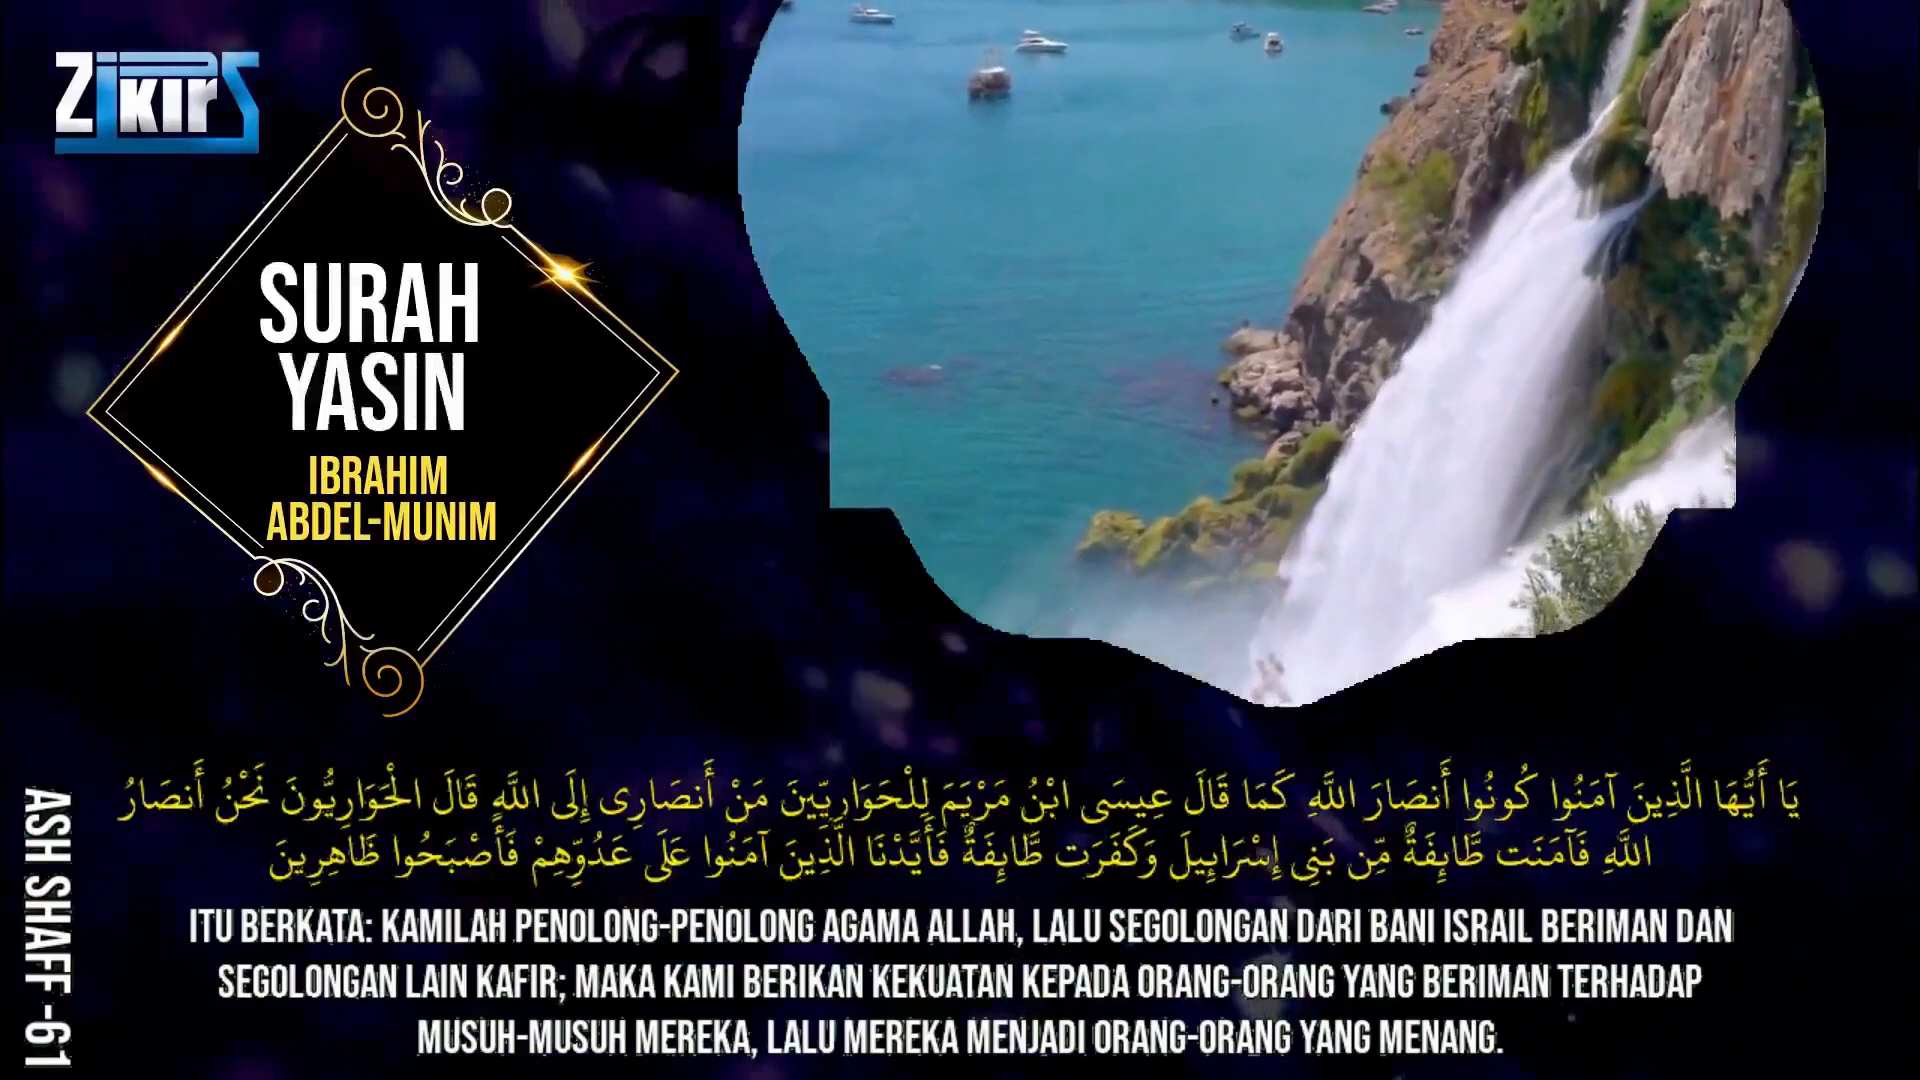 ZikirS
SURAH
YASIN
IBRAHIM
ABDEL-MUNIM
يَا أَيُّهَا الَّذِينَ آمَنُوا كُونُوا أَنصَارَ اللَّهِ كَمَا قَالَ عِيسَى ابْنُ مَرْيَمَ لِلْحَوَارِيِّينَ مَنْ أَنصَارِى إِلَى اللَّهِ قَالَ الْحَوَارِيُّونَ نَحْنُ أَنصَارُ
اللَّهِ فَآمَنَت طَّايِفَةٌ مِّن بَنِى إِسْرَايِيلَ وَكَفَرَت طَّايِفَةٌ فَأَيَّدْنَا الَّذِينَ آمَنُوا عَلَى عَدُوِّهِمْ فَأَصْبَحُوا ظَاهِرِينَ
ITU BERKATA: KAMILAH PENOLONG-PENOLONG AGAMA ALLAH, LALU SEGOLONGAN DARI BANI ISRAIL BERIMAN DAN
SEGOLONGAN LAIN KAFIR; MAKA KAMI BERIKAN KEKUATAN KEPADA ORANG-ORANG YANG BERIMAN TERHADAP
MUSUH-MUSUH MEREKA, LALU MEREKA MENJADI ORANG-ORANG YANG MENANG.
ASH SHAFF -61